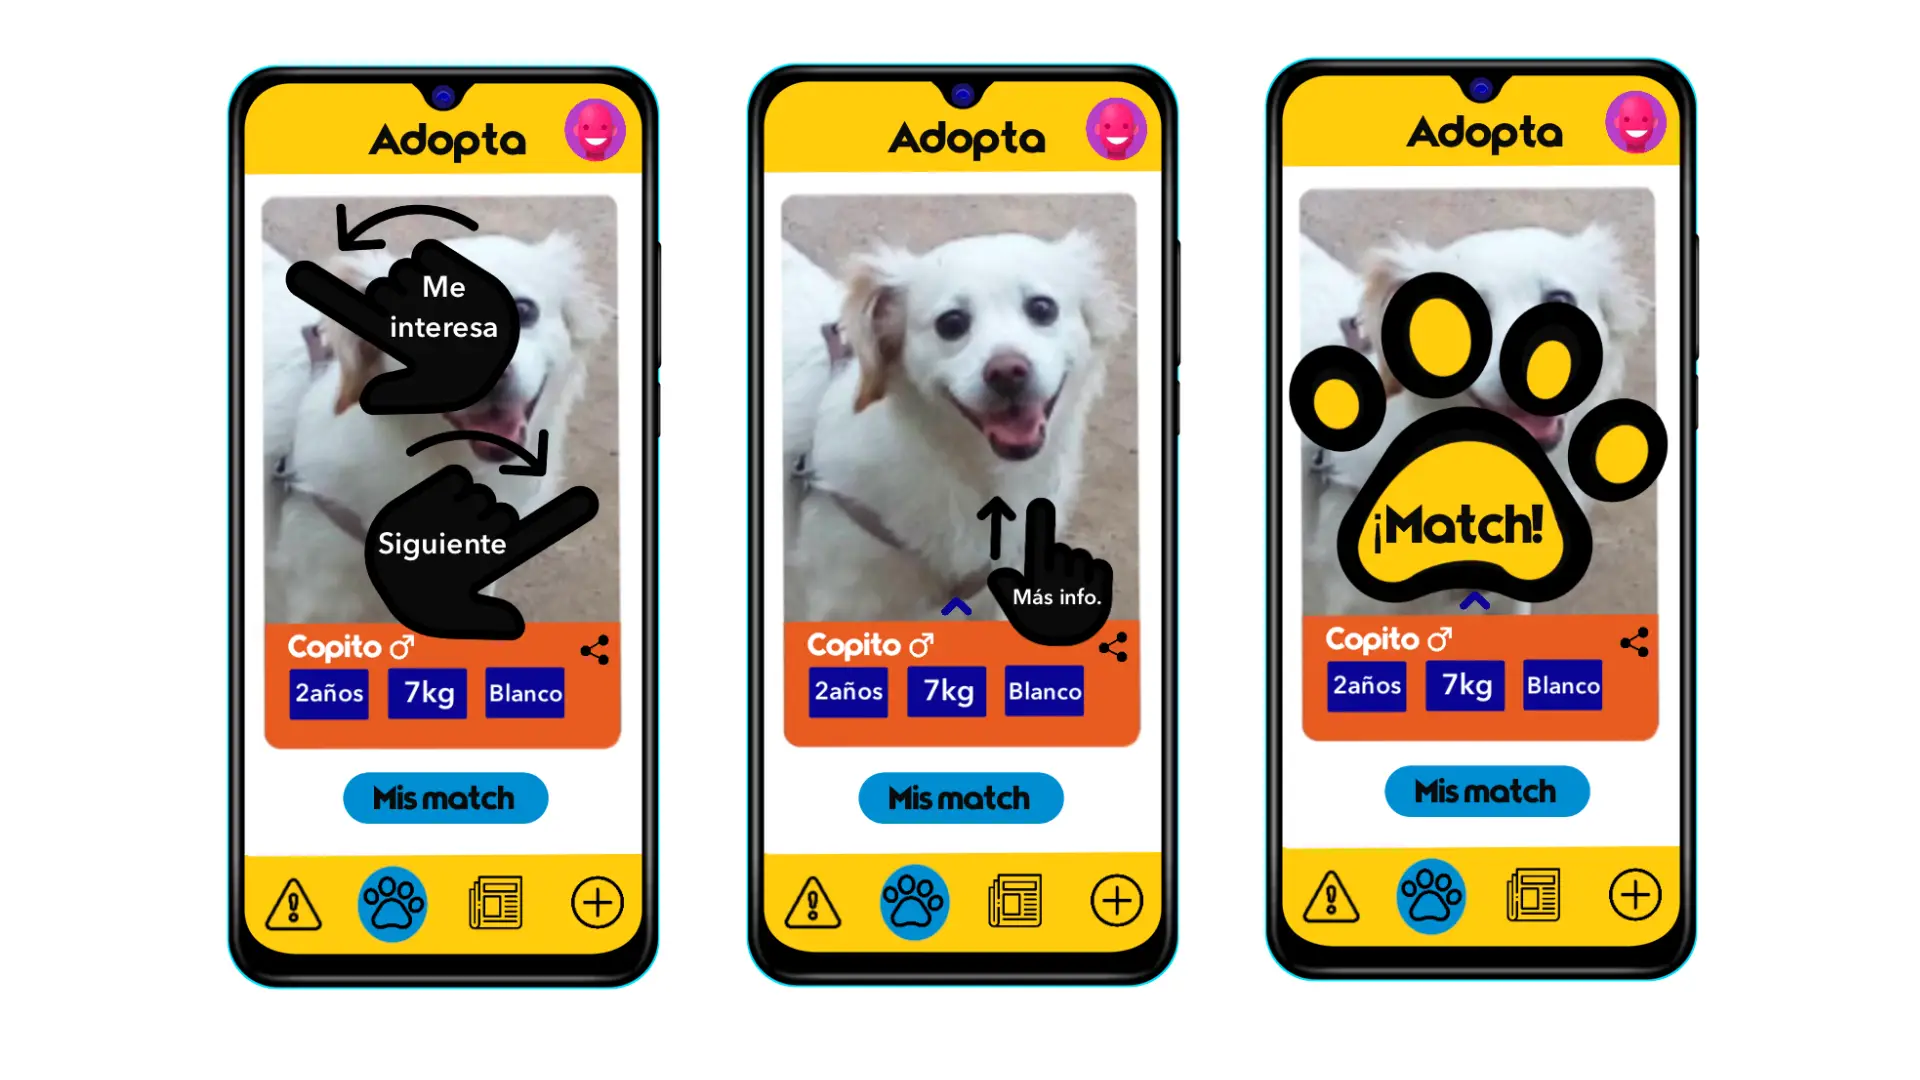 Adopta
Me
interesa
Siguiente
Copito ♂
2años 7kg Blanco
Mis match
Adopta
Más info.
Copito ♂
2años 7kg Blanco
Mis match
Adopta
¡Match!
Copito ♂
2años 7kg Blanco
Mis match